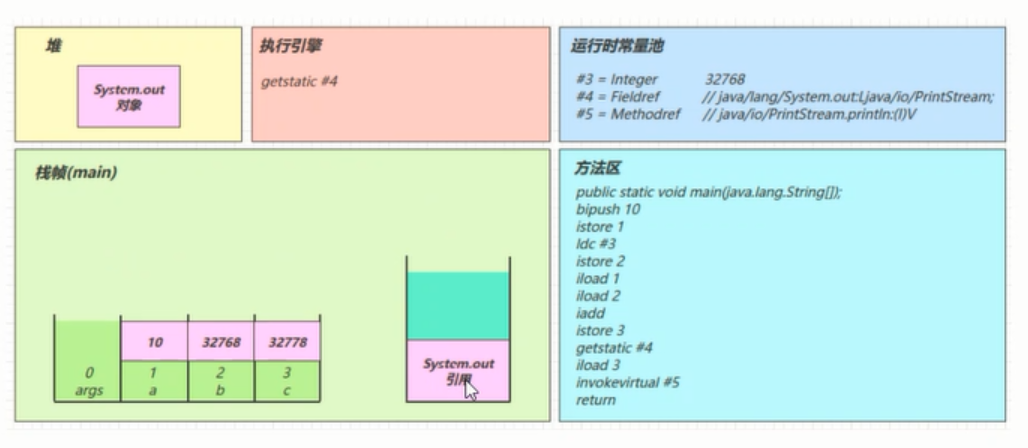 堆
System.out
对象
执行引擎
getstatic #4
运行时常量池
#3 = Integer 32768
#4 = Fieldref // java/lang/System.out:Ljava/io/PrintStream;
#5 = Methodref // java/io/PrintStream.println:(I)V
栈帧(main)
10 32768 32778
0 1 2 3
args a b c
System.out
引用
方法区
public static void main(java.lang.String[]);
bipush 10
istore 1
ldc #3
istore 2
iload 1
iload 2
iadd
istore 3
getstatic #4
iload 3
invokevirtual #5
return